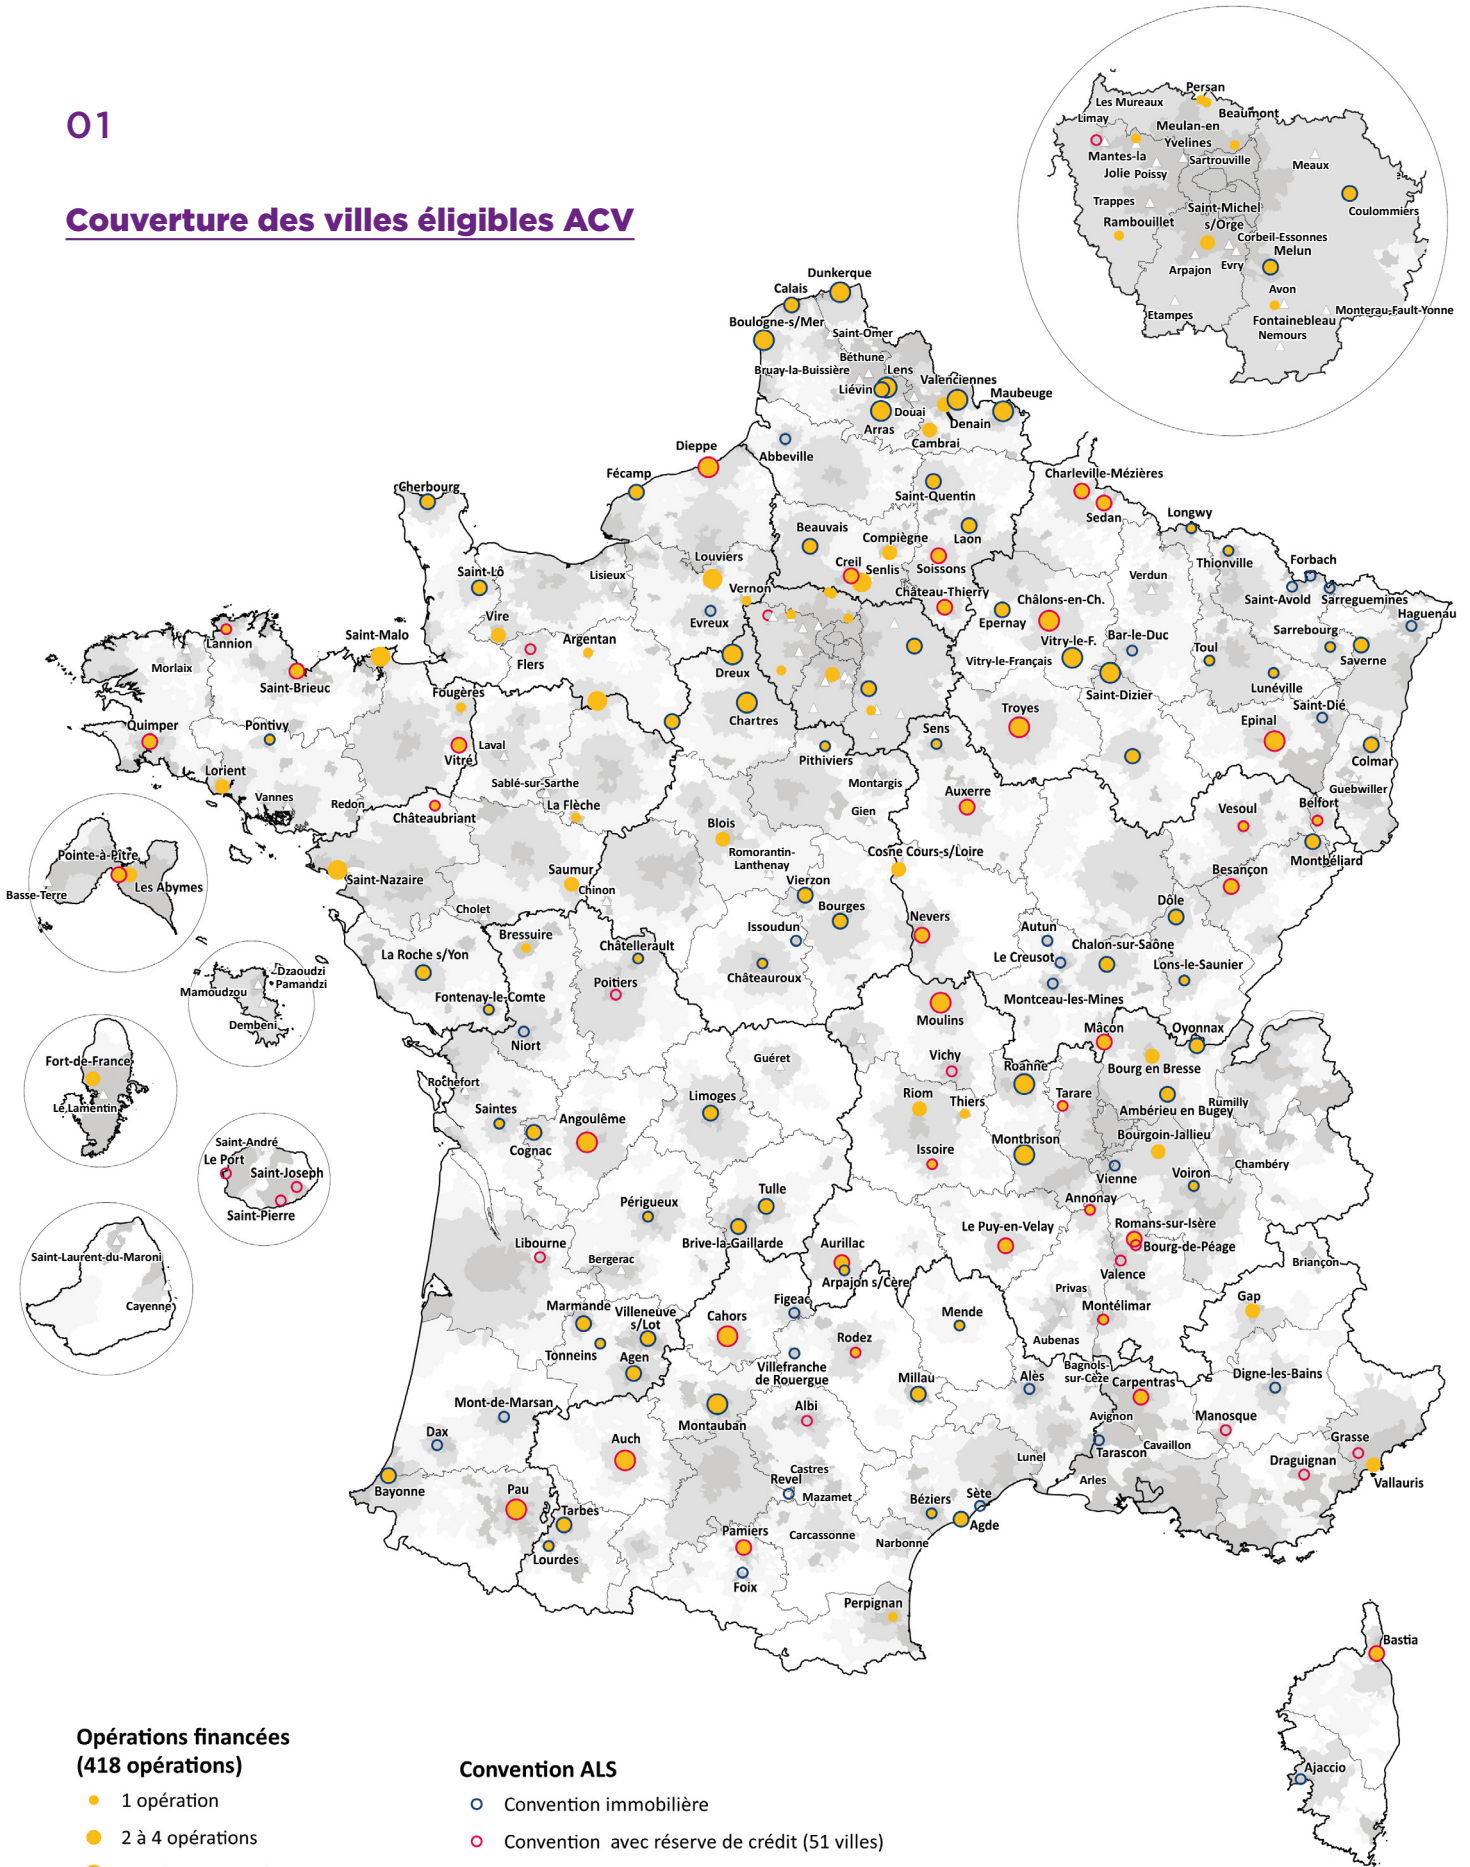 01
Couverture des villes éligibles ACV
Persan
Les Mureaux
Beaumont
Limay
Meulan-en
Yvelines
Mantes-la
Jolie
Poissy
Sartrouville
Meaux
Trappes
Saint-Michel
s/Orge
Coulommiers
Rambouillet
Corbeil-Essonnes
Melun
Arpajon
Evry
Avon
Etampes
Fontainebleau
Monterau-Fault-Yonne
Nemours
Dunkerque
Calais
Boulogne-s/Mer
Saint-Omer
Béthune
Bruay-la-Buissière
Lens
Liévin
Valenciennes
Maubeuge
Douai
Denain
Arras
Cambrai
Dieppe
Abbeville
Fécamp
Cherbourg
Charleville-Mézières
Saint-Quentin
Sedan
Longwy
Beauvais
Compiègne
Laon
Louviers
Creil
Senlis
Soissons
Thionville
Forbach
Saint-Lô
Lisieux
Vernon
Château-Thierry
Verdun
Saint-Avold
Sarreguemines
Châlons-en-Ch.
Haguenau
Evreux
Epernay
Vire
Argentan
Saint-Malo
Lannion
Vitry-le-F.
Bar-le-Duc
Sarrebourg
Toul
Saverne
Morlaix
Flers
Vitry-le-Français
Dreux
Saint-Brieuc
Saint-Dizier
Lunéville
Fougères
Troyes
Saint-Dié
Quimper
Pontivy
Chartres
Epinal
Sens
Laval
Vitré
Pithiviers
Colmar
Lorient
Sablé-sur-Sarthe
Montargis
Auxerre
Guebwiller
Vannes
Redon
La Flèche
Gien
Vesoul
Belfort
Châteaubriant
Blois
Romorantin-
Lanthenay
Cosne Cours-s/Loire
Montbéliard
Pointe-à-Pître
Besançon
Basse-Terre
Les Abymes
Saint-Nazaire
Saumur
Chinon
Vierzon
Dôle
Cholet
Bourges
Nevers
Bressuire
Issoudun
Autun
Chalon-sur-Saône
Châtellerault
La Roche s/Yon
Le Creusot
Lons-le-Saunier
Châteauroux
Dzaoudzi
Pamandzi
Mamoudzou
Poitiers
Fontenay-le-Comte
Montceau-les-Mines
Dembeni
Moulins
Niort
Mâcon
Oyonnax
Fort-de-France
Guéret
Vichy
Roanne
Bourg en Bresse
Rochefort
Le Lamentin
Limoges
Riom
Thiers
Tarare
Rumilly
Saintes
Angoulême
Ambérieu en Bugey
Cognac
Montbrison
Bourgoin-Jallieu
Saint-André
Issoire
Le Port
Saint-Joseph
Chambéry
Vienne
Voiron
Saint-Pierre
Périgueux
Tulle
Annonay
Le Puy-en-Velay
Romans-sur-Isère
Brive-la-Gaillarde
Aurillac
Libourne
Bourg-de-Péage
Saint-Laurent-du-Maroni
Bergerac
Valence
Briançon
Arpajon s/Cère
Cayenne
Privas
Figeac
Gap
Marmande
Villeneuve
s/Lot
Cahors
Mende
Montélimar
Rodez
Aubenas
Tonneins
Agen
Villefranche
de Rouergue
Bagnols-
sur-Cèze
Alès
Carpentras
Digne-les-Bains
Millau
Mont-de-Marsan
Albi
Montauban
Avignon
Manosque
Dax
Auch
Tarascon
Cavaillon
Grasse
Lunel
Draguignan
Castres
Revel
Mazamet
Arles
Vallauris
Bayonne
Pau
Béziers
Sète
Tarbes
Agde
Pamiers
Carcassonne
Narbonne
Lourdes
Foix
Perpignan
Bastia
Ajaccio
Opérations financées
(418 opérations)
1 opération
2 à 4 opérations
Convention ALS
Convention immobilière
Convention avec réserve de crédit (51 villes)